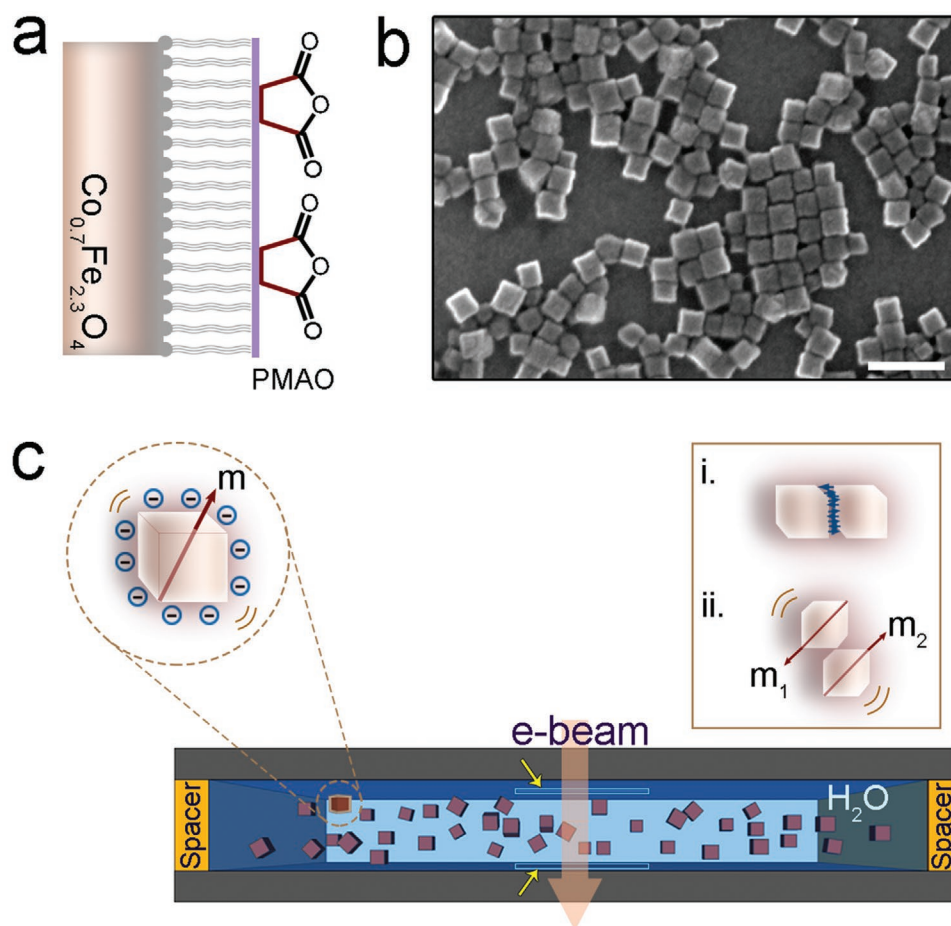 a
O
O
O
O
O
O
Co0.7Fe2.3O4
PMAO
b
c
m
− − − − − − − − − −
i.
ii.
m1
m2
e-beam
H2O
Spacer
Spacer